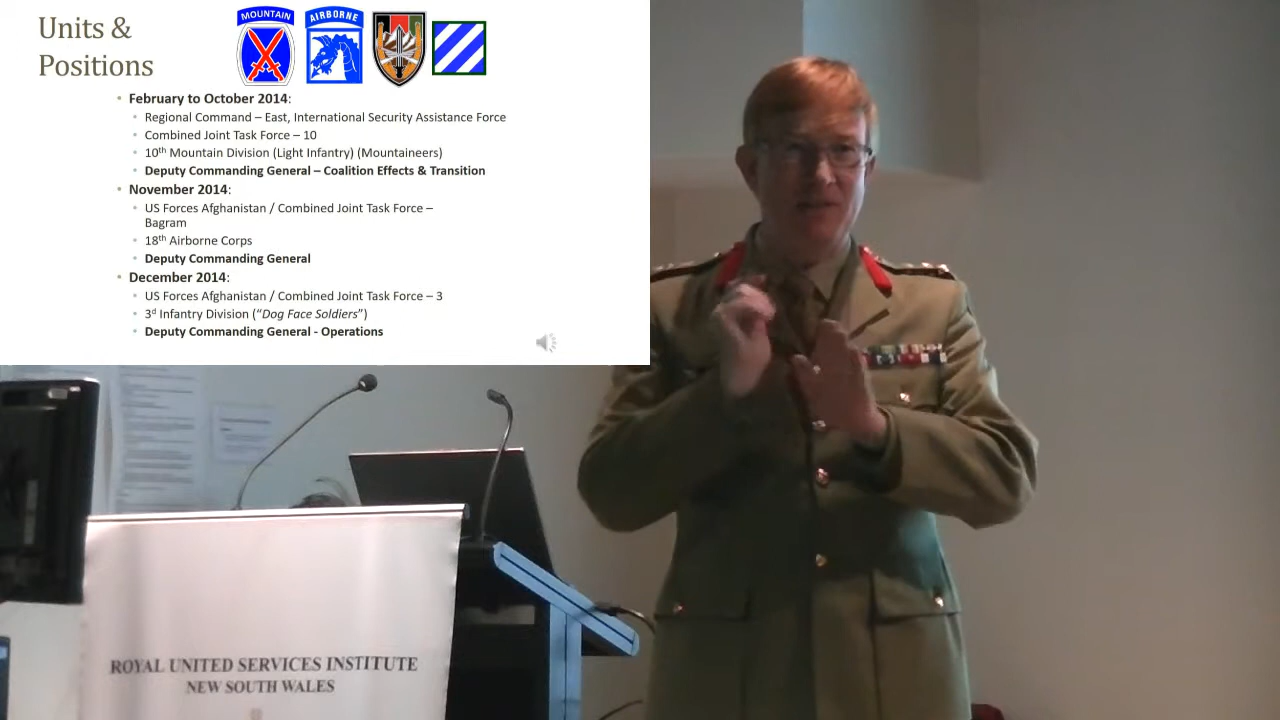 Units &
Positions
MOUNTAIN
AIRBORNE
February to October 2014:
Regional Command – East, International Security Assistance Force
Combined Joint Task Force – 10
10th Mountain Division (Light Infantry) (Mountaineers)
Deputy Commanding General – Coalition Effects & Transition
November 2014:
US Forces Afghanistan / Combined Joint Task Force –
Bagram
18th Airborne Corps
Deputy Commanding General
December 2014:
US Forces Afghanistan / Combined Joint Task Force – 3
3d Infantry Division ("Dog Face Soldiers")
Deputy Commanding General - Operations
ROYAL UNITED SERVICES INSTITUTE
NEW SOUTH WALES